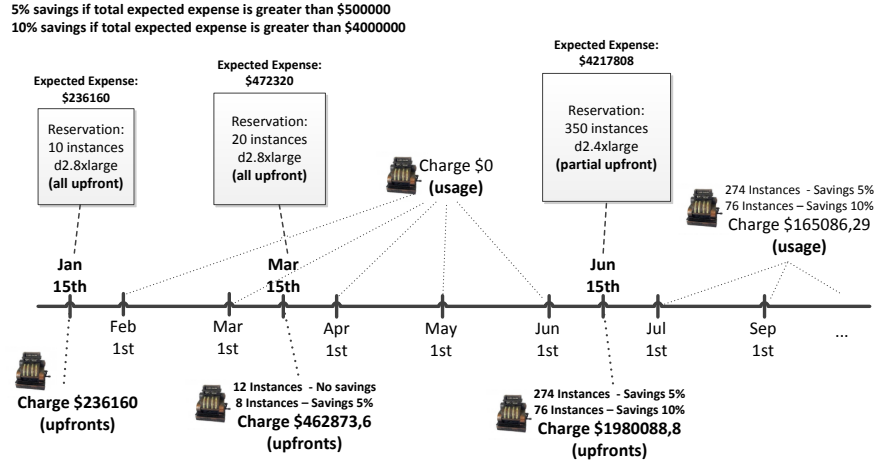 5% savings if total expected expense is greater than $500000
10% savings if total expected expense is greater than $4000000
Expected Expense:
$236160
Reservation:
10 instances
d2.8xlarge
(all upfront)
Expected Expense:
$472320
Reservation:
20 instances
d2.8xlarge
(all upfront)
Charge $0
(usage)
Expected Expense:
$4217808
Reservation:
350 instances
d2.4xlarge
(partial upfront)
274 Instances - Savings 5%
76 Instances – Savings 10%
Charge $165086,29
(usage)
Jan
15th
Mar
15th
Jun
15th
Feb
1st
Mar
1st
Apr
1st
May
1st
Jun
1st
Jul
1st
Sep
1st
...
Charge $236160
(upfronts)
12 Instances - No savings
8 Instances – Savings 5%
Charge $462873,6
(upfronts)
274 Instances - Savings 5%
76 Instances – Savings 10%
Charge $1980088,8
(upfronts)